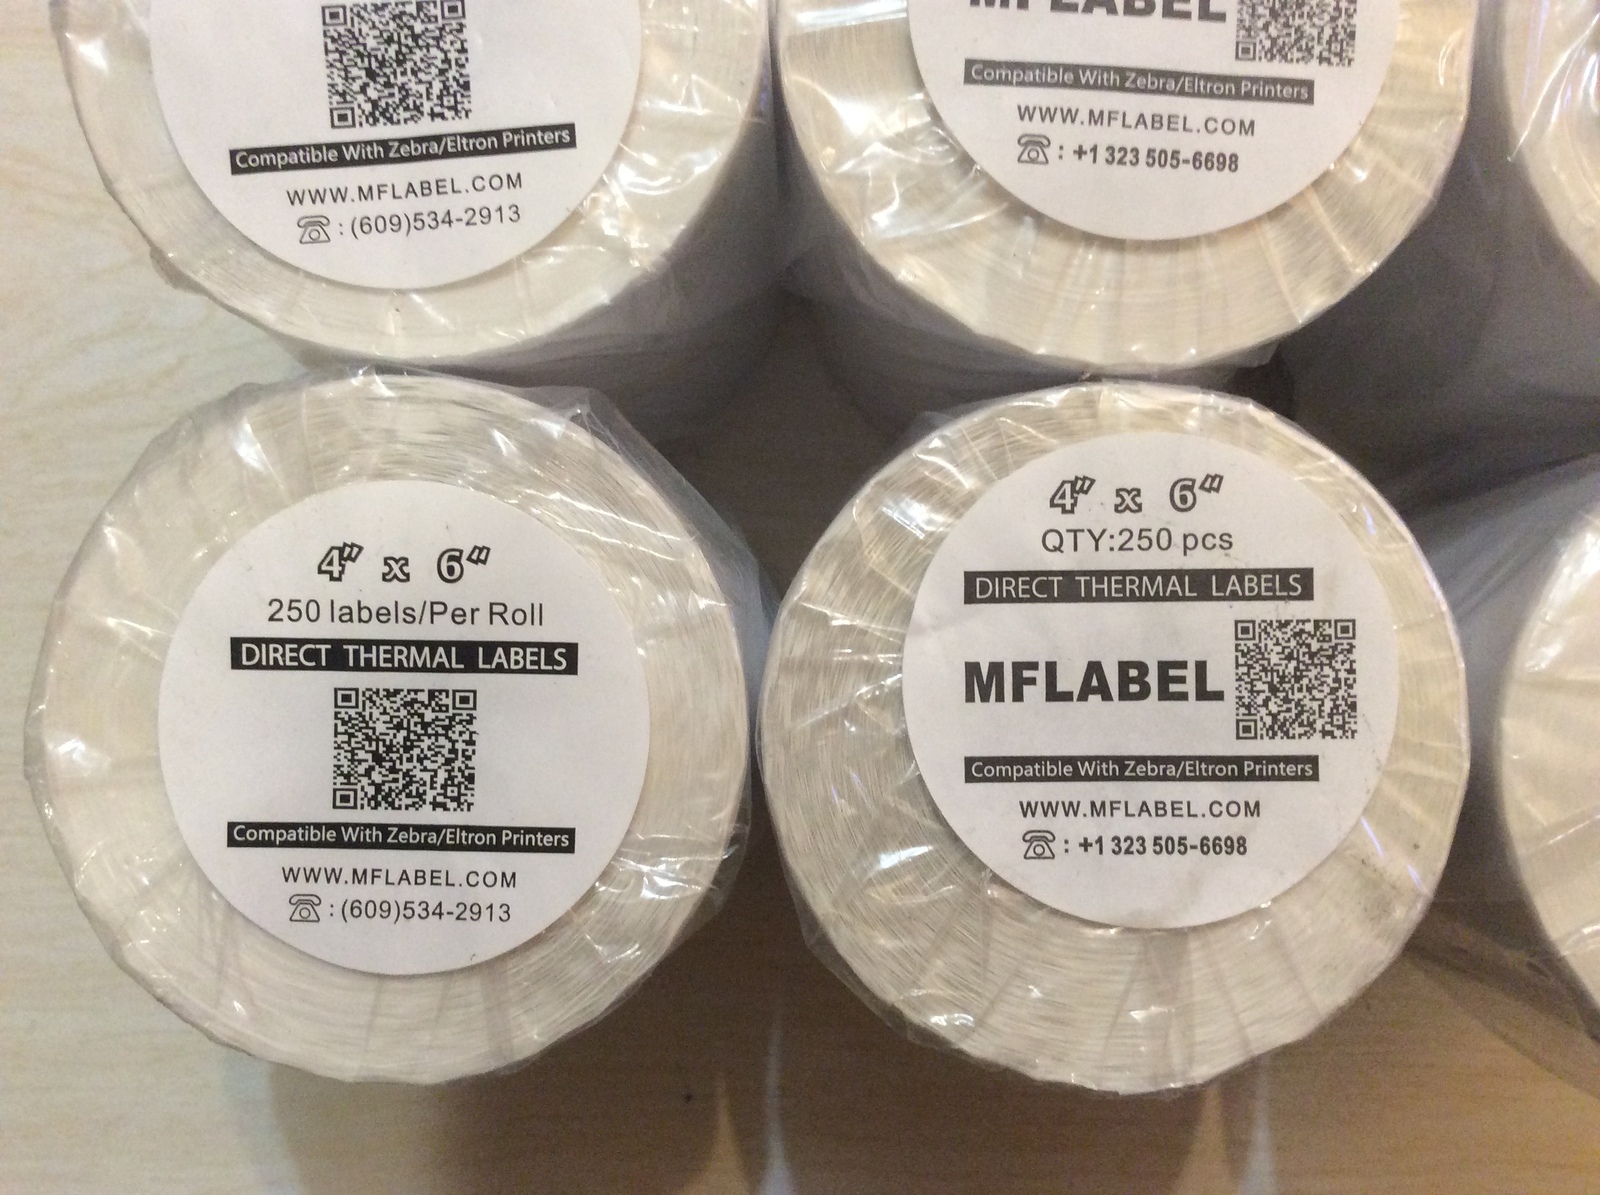 Compatible With Zebra/Eltron Printers
WWW.MFLABEL.COM
: (609)534-2913
MFLABEL
Compatible With Zebra/Eltron Printers
WWW.MFLABEL.COM
: +1 323 505-6698
4" x 6"
250 labels/Per Roll
DIRECT THERMAL LABELS
Compatible With Zebra/Eltron Printers
WWW.MFLABEL.COM
: (609)534-2913
4" x 6"
QTY:250 pcs
DIRECT THERMAL LABELS
MFLABEL
Compatible With Zebra/Eltron Printers
WWW.MFLABEL.COM
: +1 323 505-6698